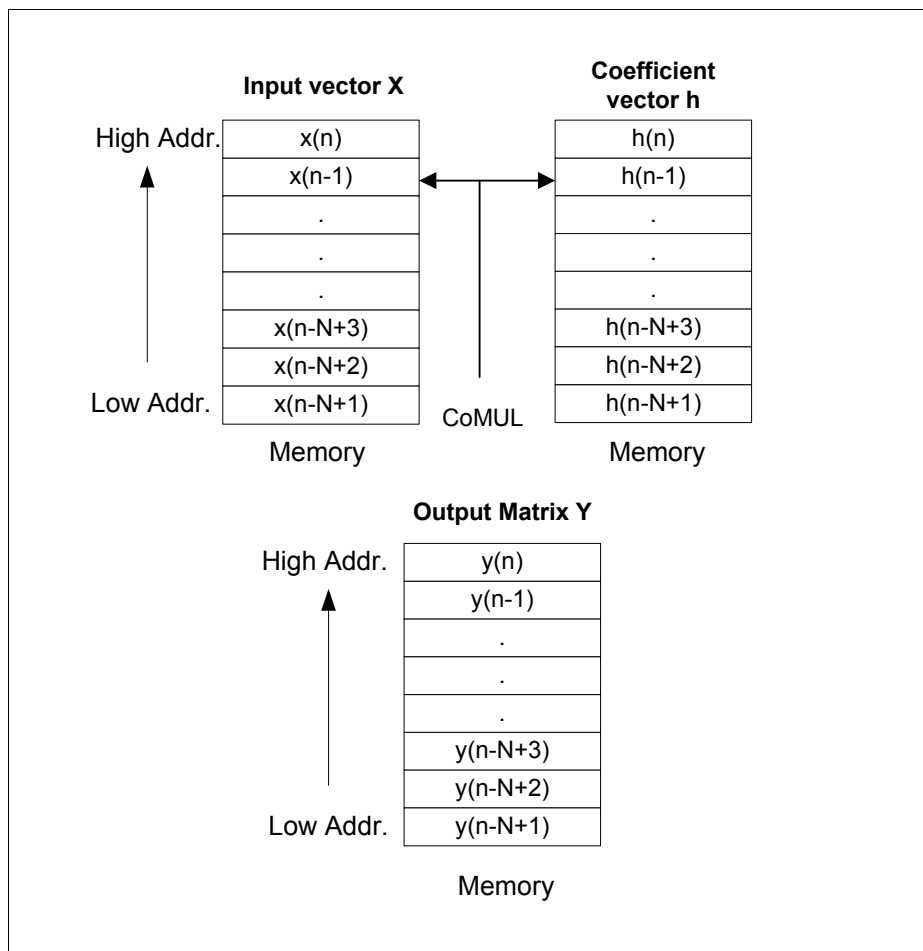 Input vector X
Coefficient
vector h
High Addr.
x(n)
h(n)
x(n-1)
h(n-1)
.
.
.
.
.
.
x(n-N+3)
h(n-N+3)
x(n-N+2)
h(n-N+2)
Low Addr.
x(n-N+1)
CoMUL
h(n-N+1)
Memory
Memory
Output Matrix Y
High Addr.
y(n)
y(n-1)
.
.
.
y(n-N+3)
y(n-N+2)
Low Addr.
y(n-N+1)
Memory